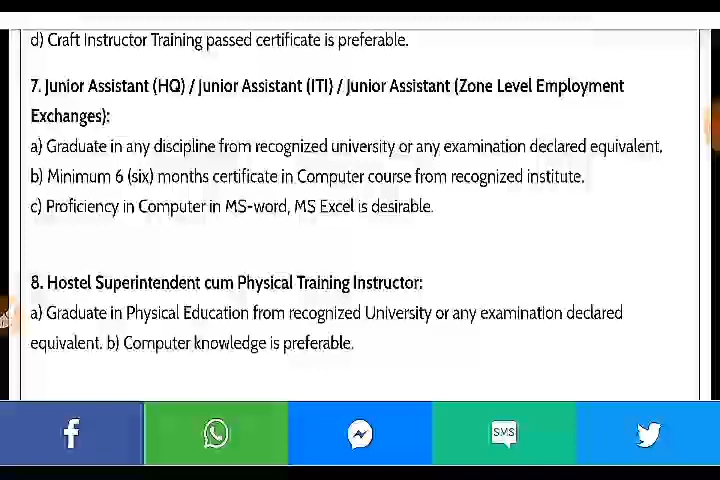 d) Craft Instructor Training passed certificate is preferable.
7. Junior Assistant (HQ) / Junior Assistant (ITI) / Junior Assistant (Zone Level Employment
Exchanges):
a) Graduate in any discipline from recognized university or any examination declared equivalent.
b) Minimum 6 (six) months certificate in Computer course from recognized institute.
c) Proficiency in Computer in MS-word, MS Excel is desirable.
8. Hostel Superintendent cum Physical Training Instructor:
a) Graduate in Physical Education from recognized University or any examination declared
equivalent. b) Computer knowledge is preferable.
SMS